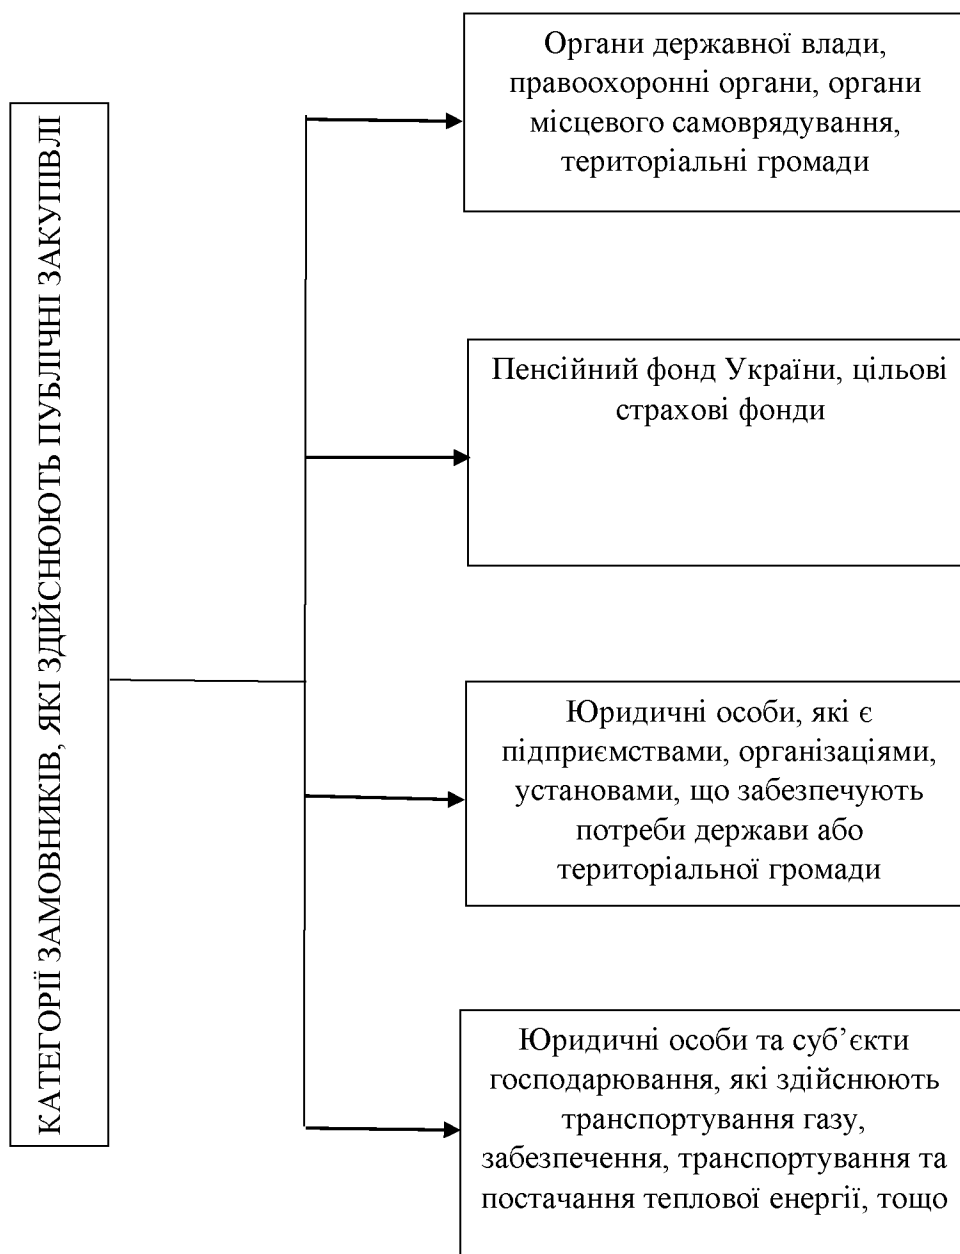 КАТЕГОРІЇ ЗАМОВНИКІВ, ЯКІ ЗДІЙСНЮЮТЬ ПУБЛІЧНІ ЗАКУПІВЛІ
Органи державної влади,
правоохоронні органи, органи
місцевого самоврядування,
територіальні громади
Пенсійний фонд України, цільові
страхові фонди
Юридичні особи, які є
підприємствами, організаціями,
установами, що забезпечують
потреби держави або
територіальної громади
Юридичні особи та суб’єкти
господарювання, які здійснюють
транспортування газу,
забезпечення, транспортування та
постачання теплової енергії, тощо